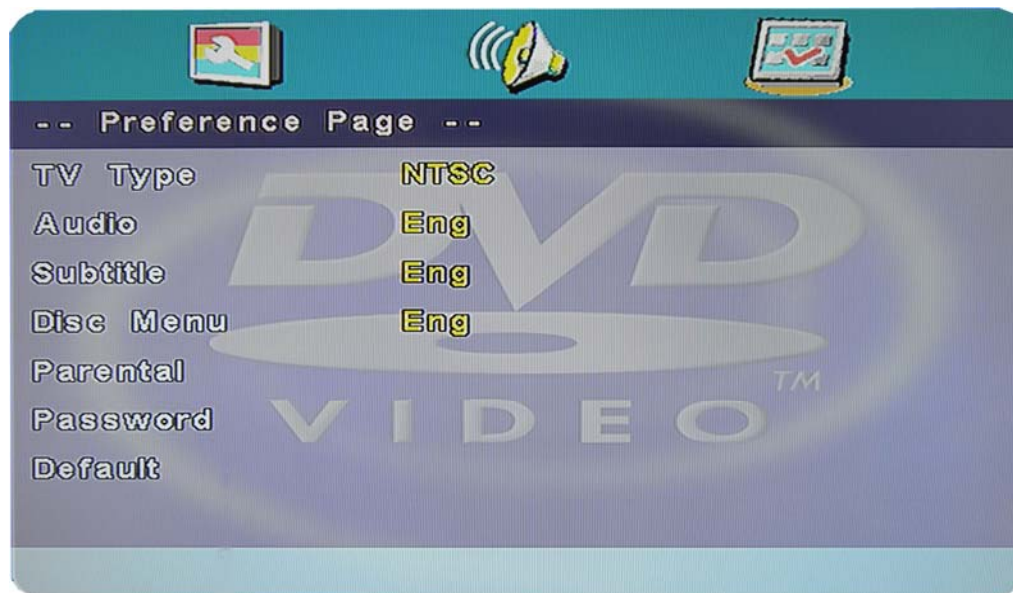 -- Preference Page --
TV Type NTSC
Audio Eng
Subtitle Eng
Disc Menu Eng
Parental
Password
Default
DVD
VIDEO TM